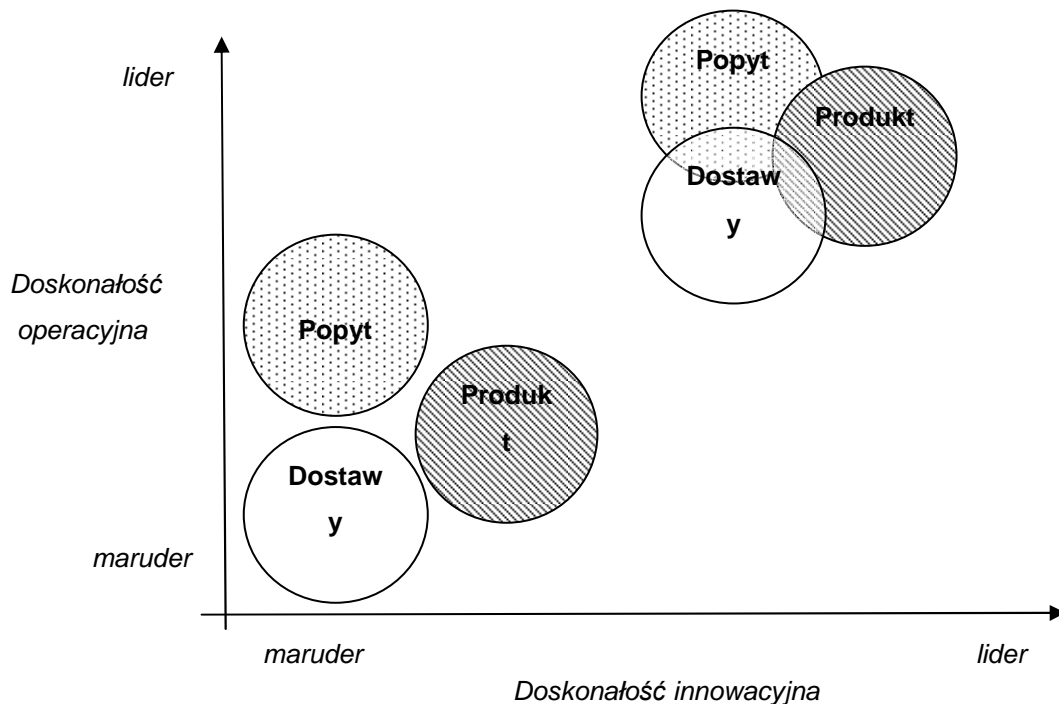 lider
Popyt
Produkt
Dostaw
y
Doskonałość
operacyjna
Popyt
Produk
t
Dostaw
y
maruder
maruder
lider
Doskonałość innowacyjna